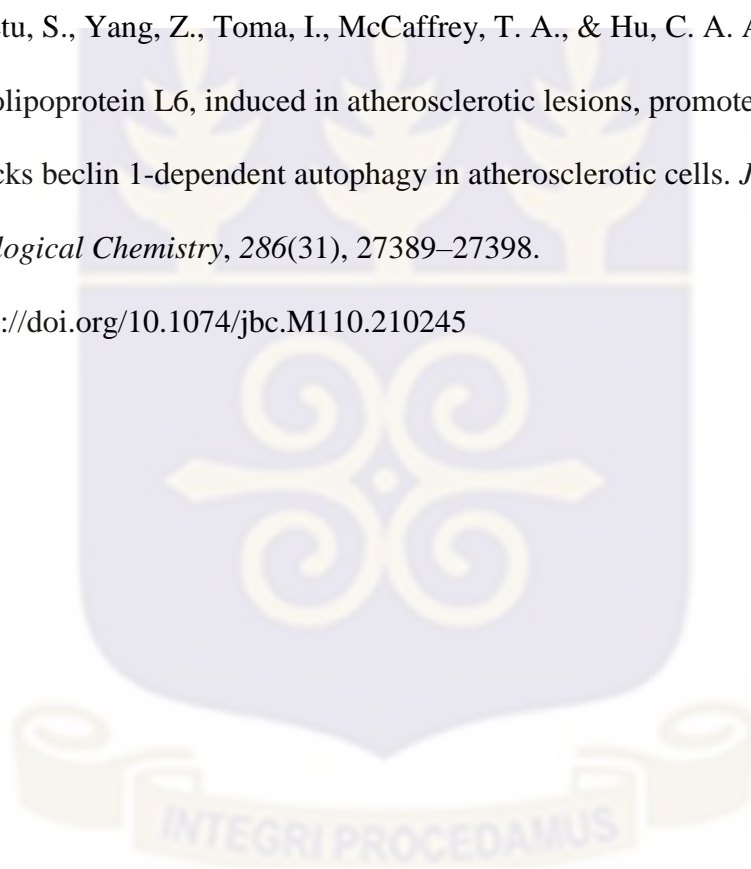 tu, S., Yang, Z., Toma, I., McCaffrey, T. A., & Hu, C. A. A
olipoprotein L6, induced in atherosclerotic lesions, promote
cks beclin 1-dependent autophagy in atherosclerotic cells. J
logical Chemistry, 286(31), 27389–27398.
://doi.org/10.1074/jbc.M110.210245
INTEGRI PROCEDAMUS